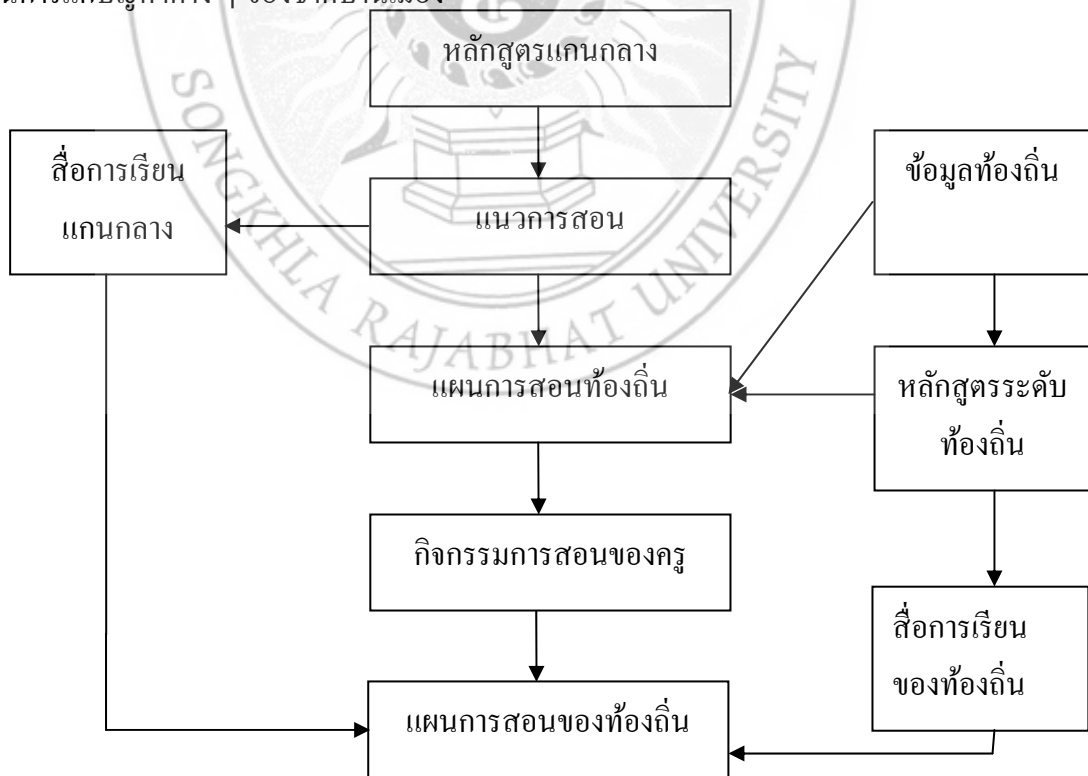 หลักสูตรแกนกลาง
สื่อการเรียน
แกนกลาง
แนวการสอน
ข้อมูลท้องถิ่น
แผนการสอนท้องถิ่น
หลักสูตรระดับ
ท้องถิ่น
กิจกรรมการสอนของครู
สื่อการเรียน
ของท้องถิ่น
แผนการสอนของท้องถิ่น
SONGKHLA RAJABHAT UNIVERSITY